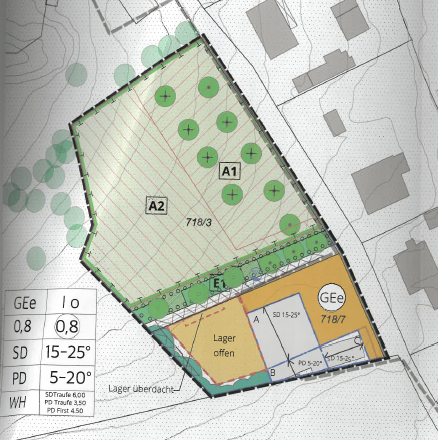 A1
A2
718/3
E1
GEe
718/7
A
SD 15-25°
Lager
offen
C
SD 15-25°
PD 5-20°
B
Lager überdacht
GEe I o
0,8 0,8
SD 15-25°
PD 5-20°
WH SDTraufe 6,00
PD Traufe 3,50
PD First 4.50